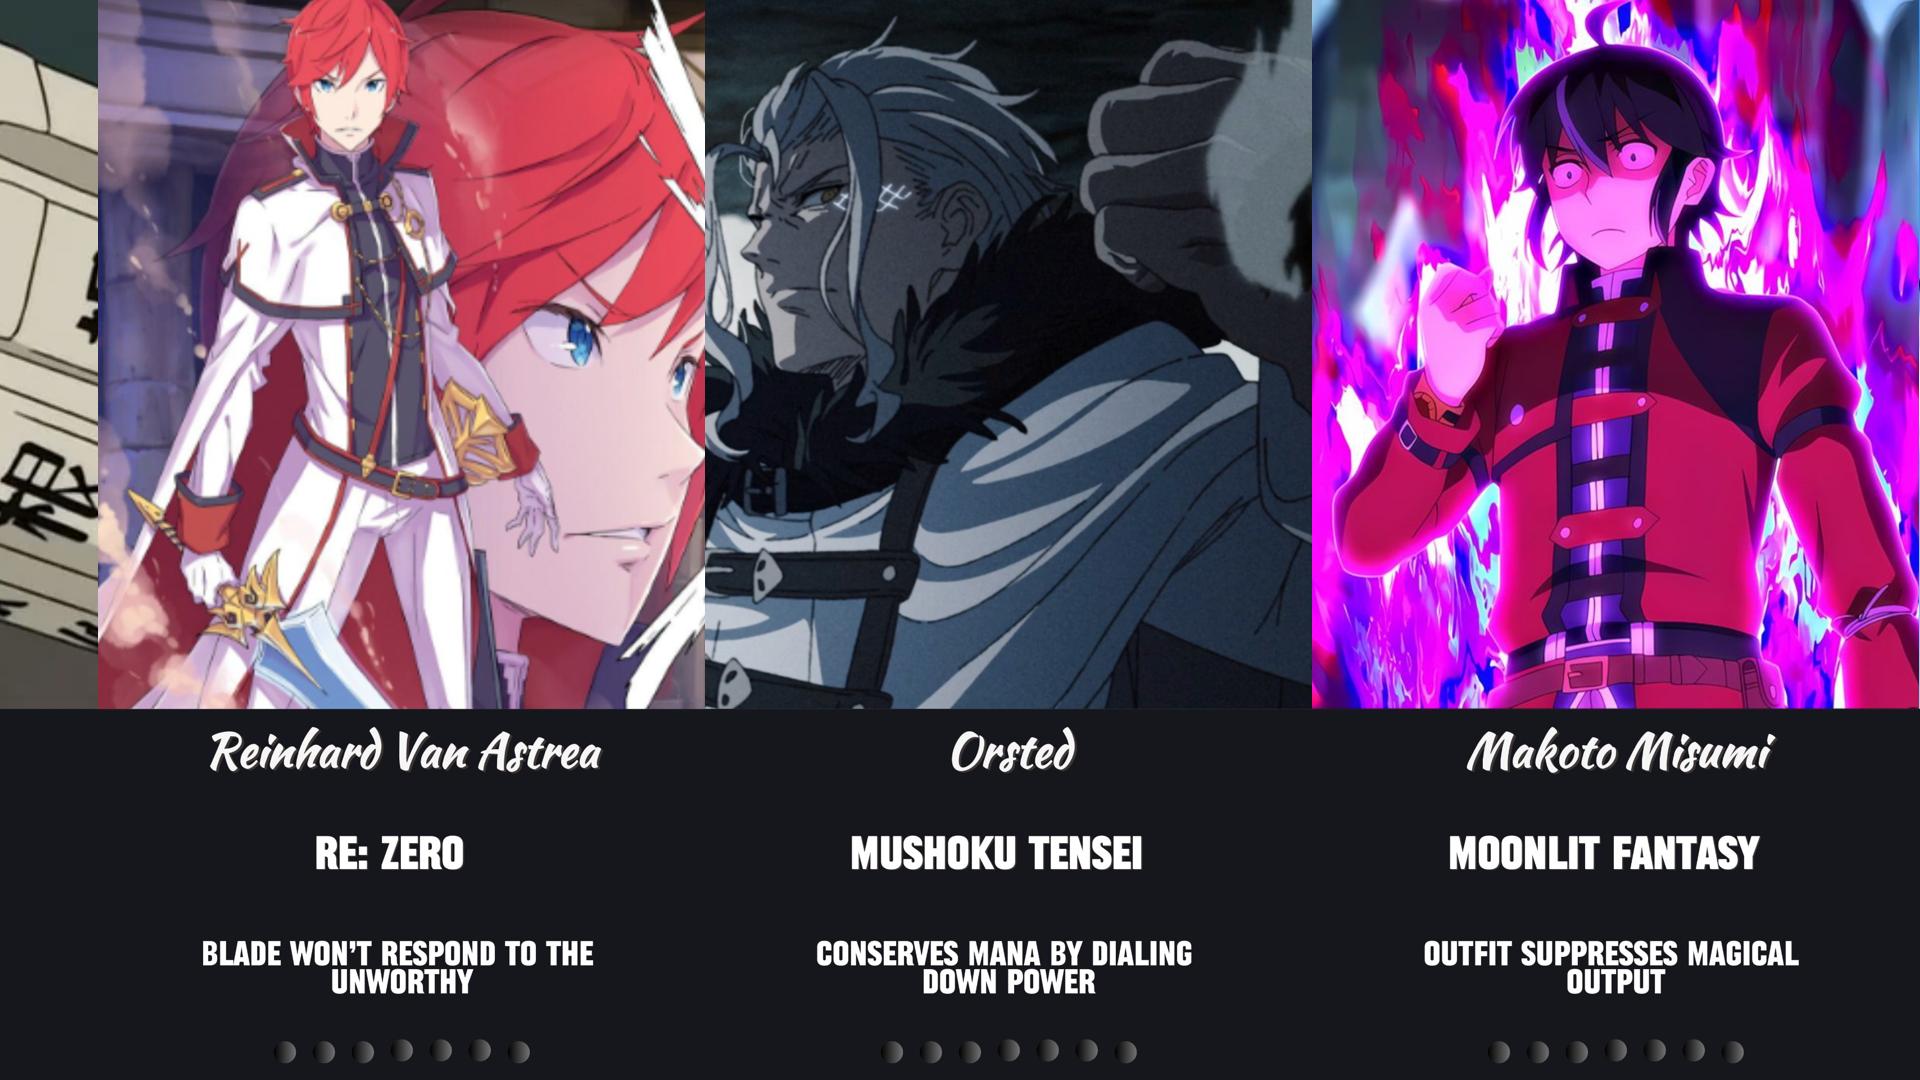 Reinhard Van Astrea
RE: ZERO
BLADE WON'T RESPOND TO THE
UNWORTHY
Orsted
MUSHOKU TENSEI
CONSERVES MANA BY DIALING
DOWN POWER
Makoto Misumi
MOONLIT FANTASY
OUTFIT SUPPRESSES MAGICAL
OUTPUT